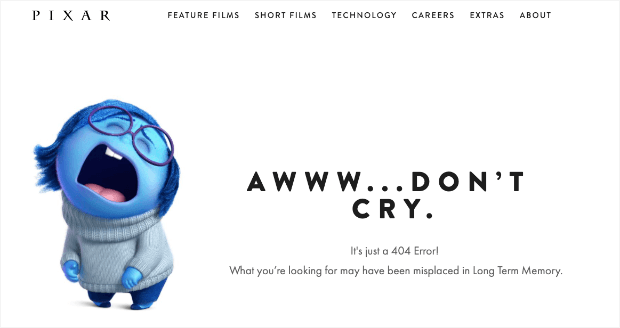 PIXAR FEATURE FILMS SHORT FILMS TECHNOLOGY CAREERS EXTRAS ABOUT
AWWW...DON'T
CRY.
It's just a 404 Error!
What you're looking for may have been misplaced in Long Term Memory.